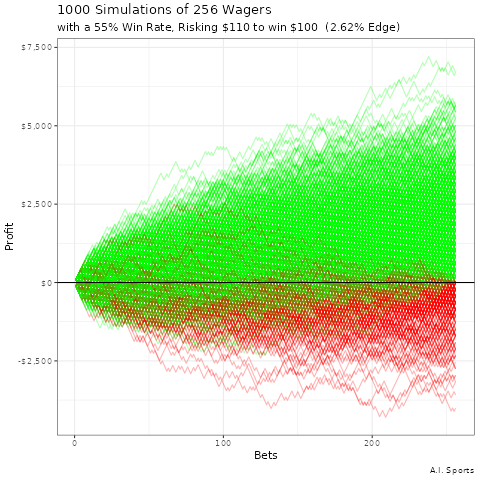 1000 Simulations of 256 Wagers
with a 55% Win Rate, Risking $110 to win $100  (2.62% Edge)
$7,500
$5,000
$2,500
$0
-$2,500
Profit
0
100
200
Bets
A.I. Sports